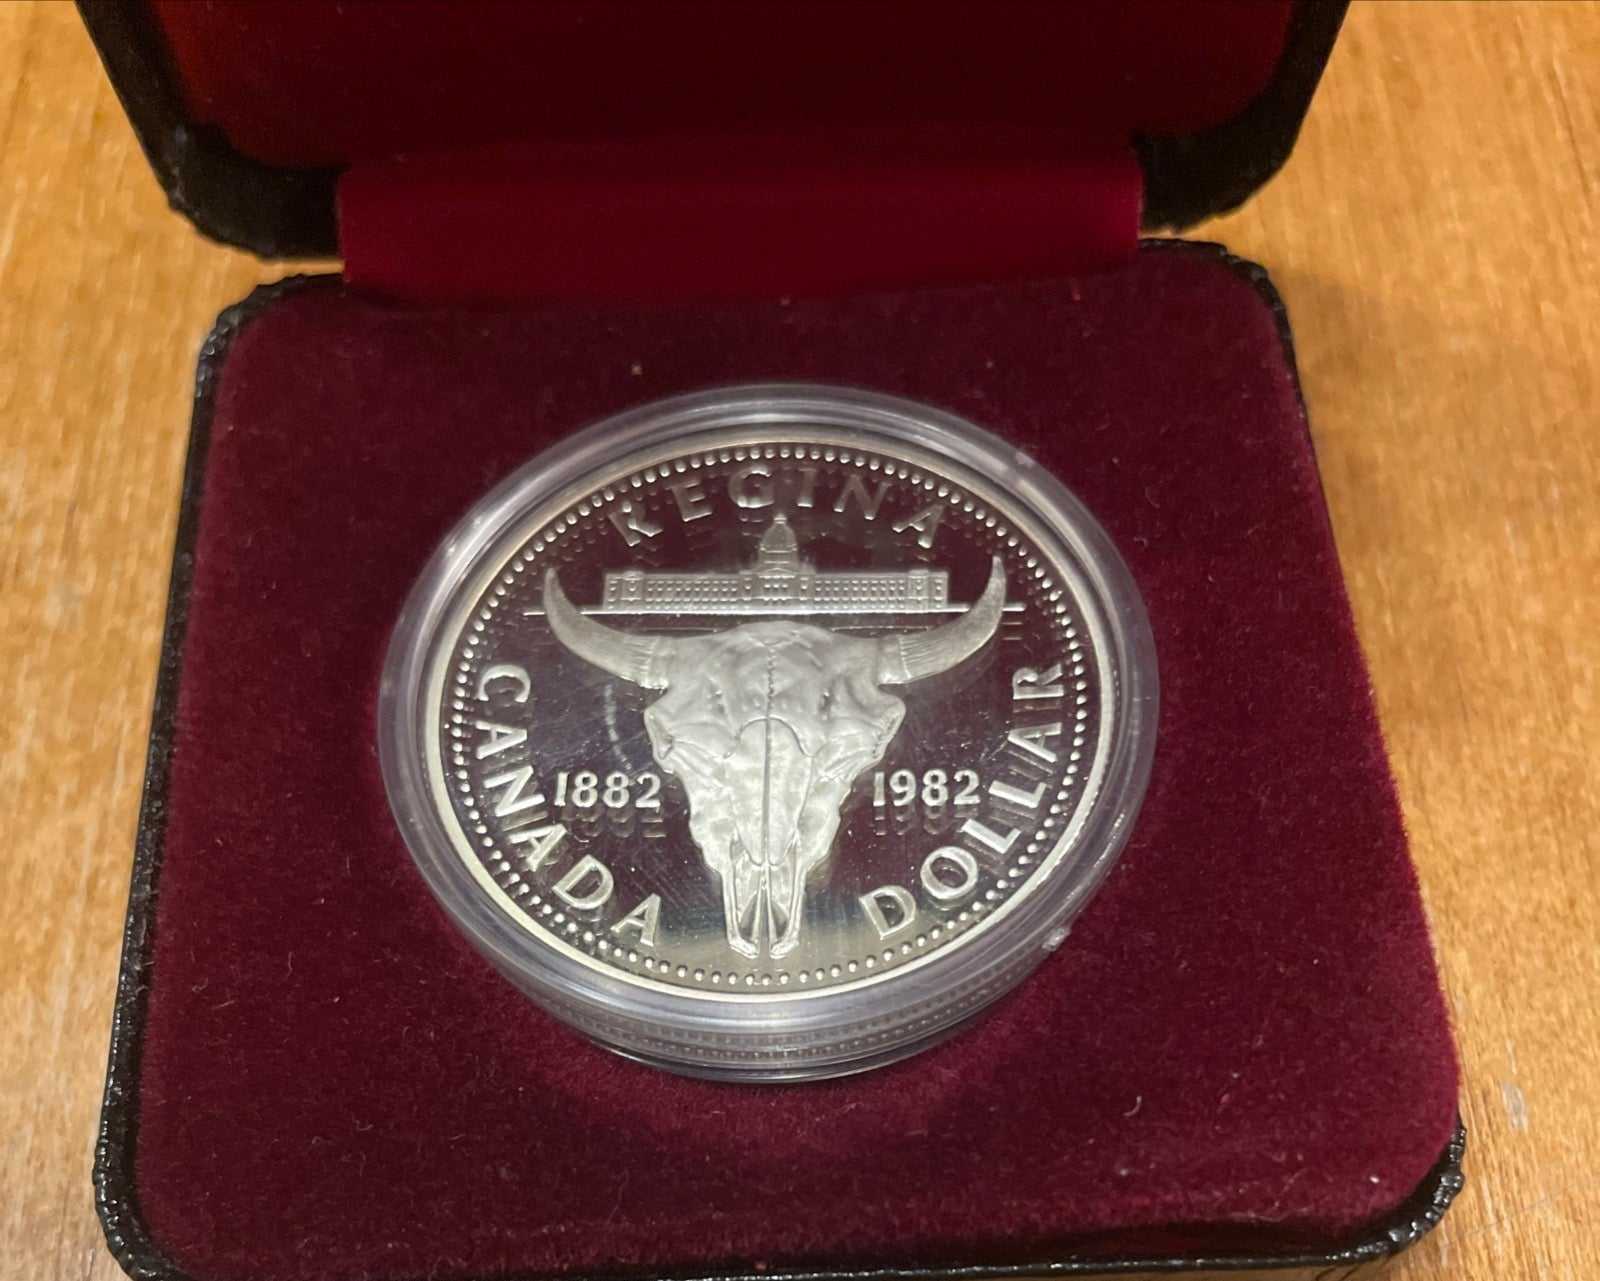 REGINA
1882
1982
CANADA
DOLLAR